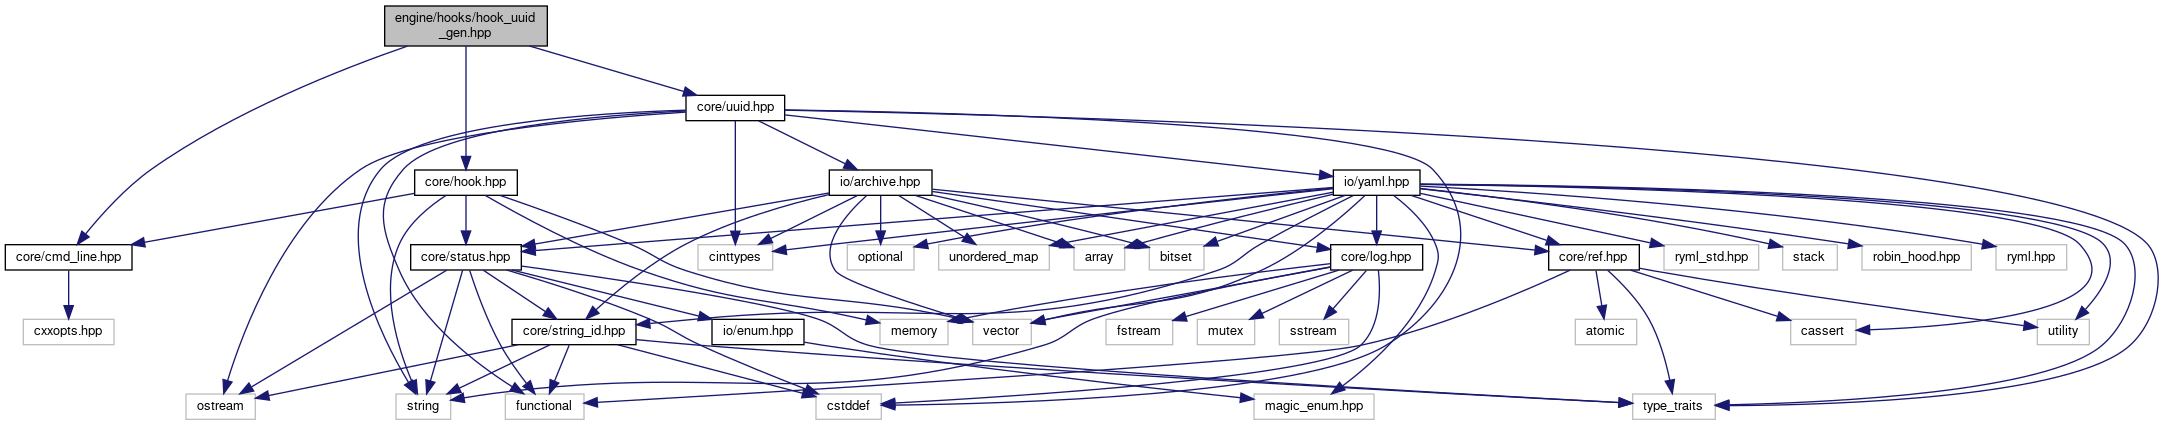 engine/hooks/hook_uuid
_gen.hpp
core/uuid.hpp
core/hook.hpp
io/archive.hpp
io/yaml.hpp
core/cmd_line.hpp
core/status.hpp
cinttypes
optional
unordered_map
array
bitset
core/log.hpp
core/ref.hpp
ryml_std.hpp
stack
robin_hood.hpp
ryml.hpp
cxxopts.hpp
core/string_id.hpp
io/enum.hpp
memory
vector
fstream
mutex
sstream
atomic
cassert
utility
ostream
string
functional
cstddef
magic_enum.hpp
type_traits